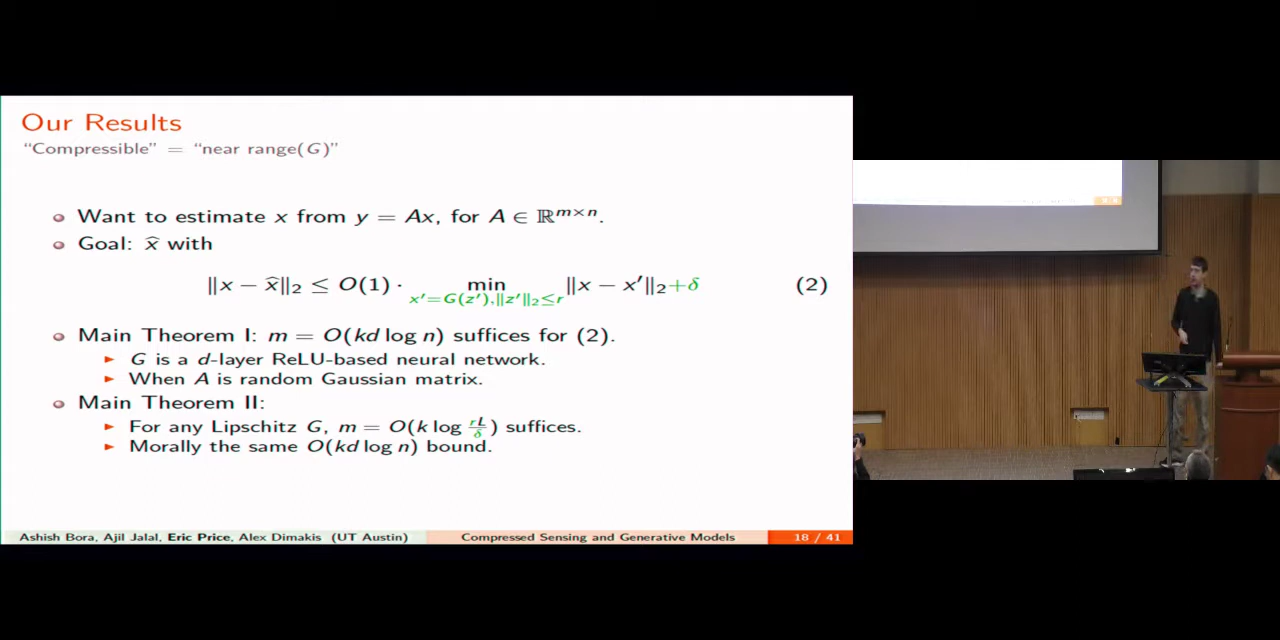 Our Results
“Compressible” = “near range(G)”
Want to estimate x from y = Ax, for A ∈ ℝ^{m×n}.
Goal: x̂ with
‖x − x̂‖₂ ≤ O(1) · min_{x′=G(z′),‖z′‖₂≤r} ‖x − x′‖₂+δ (2)
Main Theorem I: m = O(kd log n) suffices for (2).
G is a d-layer ReLU-based neural network.
When A is random Gaussian matrix.
Main Theorem II:
For any Lipschitz G, m = O(k log rL/δ) suffices.
Morally the same O(kd log n) bound.
Ashish Bora, Ajil Jalal, Eric Price, Alex Dimakis (UT Austin) Compressed Sensing and Generative Models 18 / 41